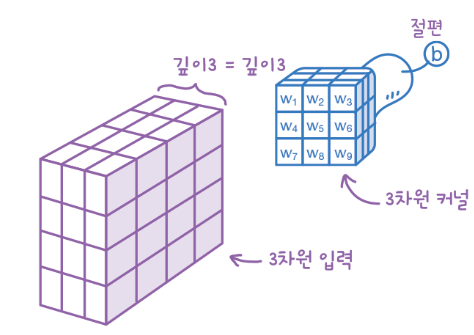 절편
b
깊이3 = 깊이3
w₁ w₂ w₃
w₄ w₅ w₆
w₇ w₈ w₉
3차원 커널
3차원 입력